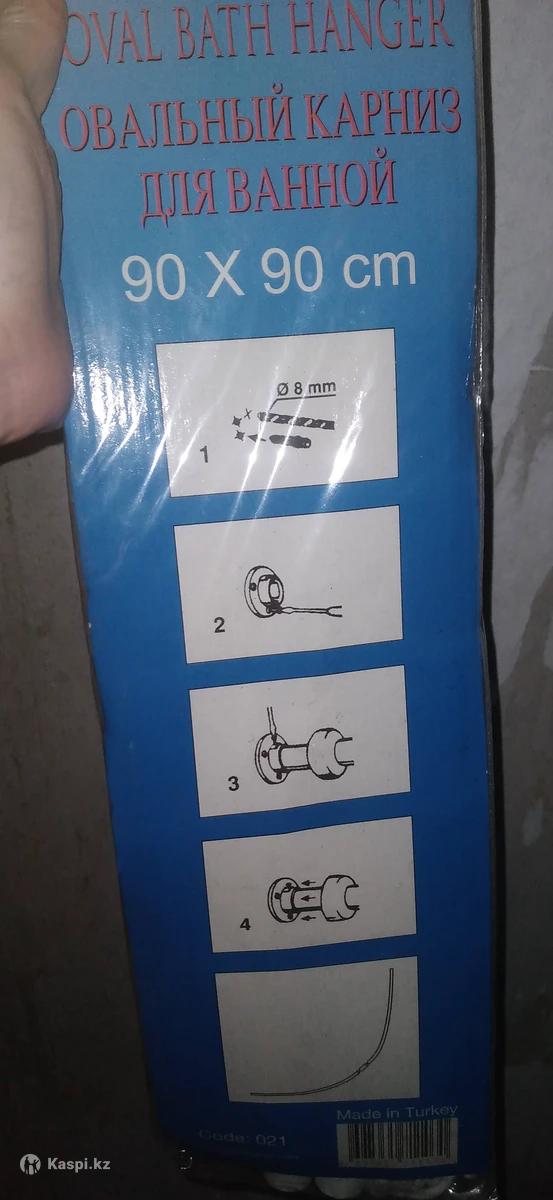 OVAL BATH HANGER
ОВАЛЬНЫЙ КАРНИЗ
ДЛЯ ВАННОЙ
90 X 90 cm
Ø 8 mm
X
1
2
3
4
Made in Turkey
Code: 021
Kaspi.kz